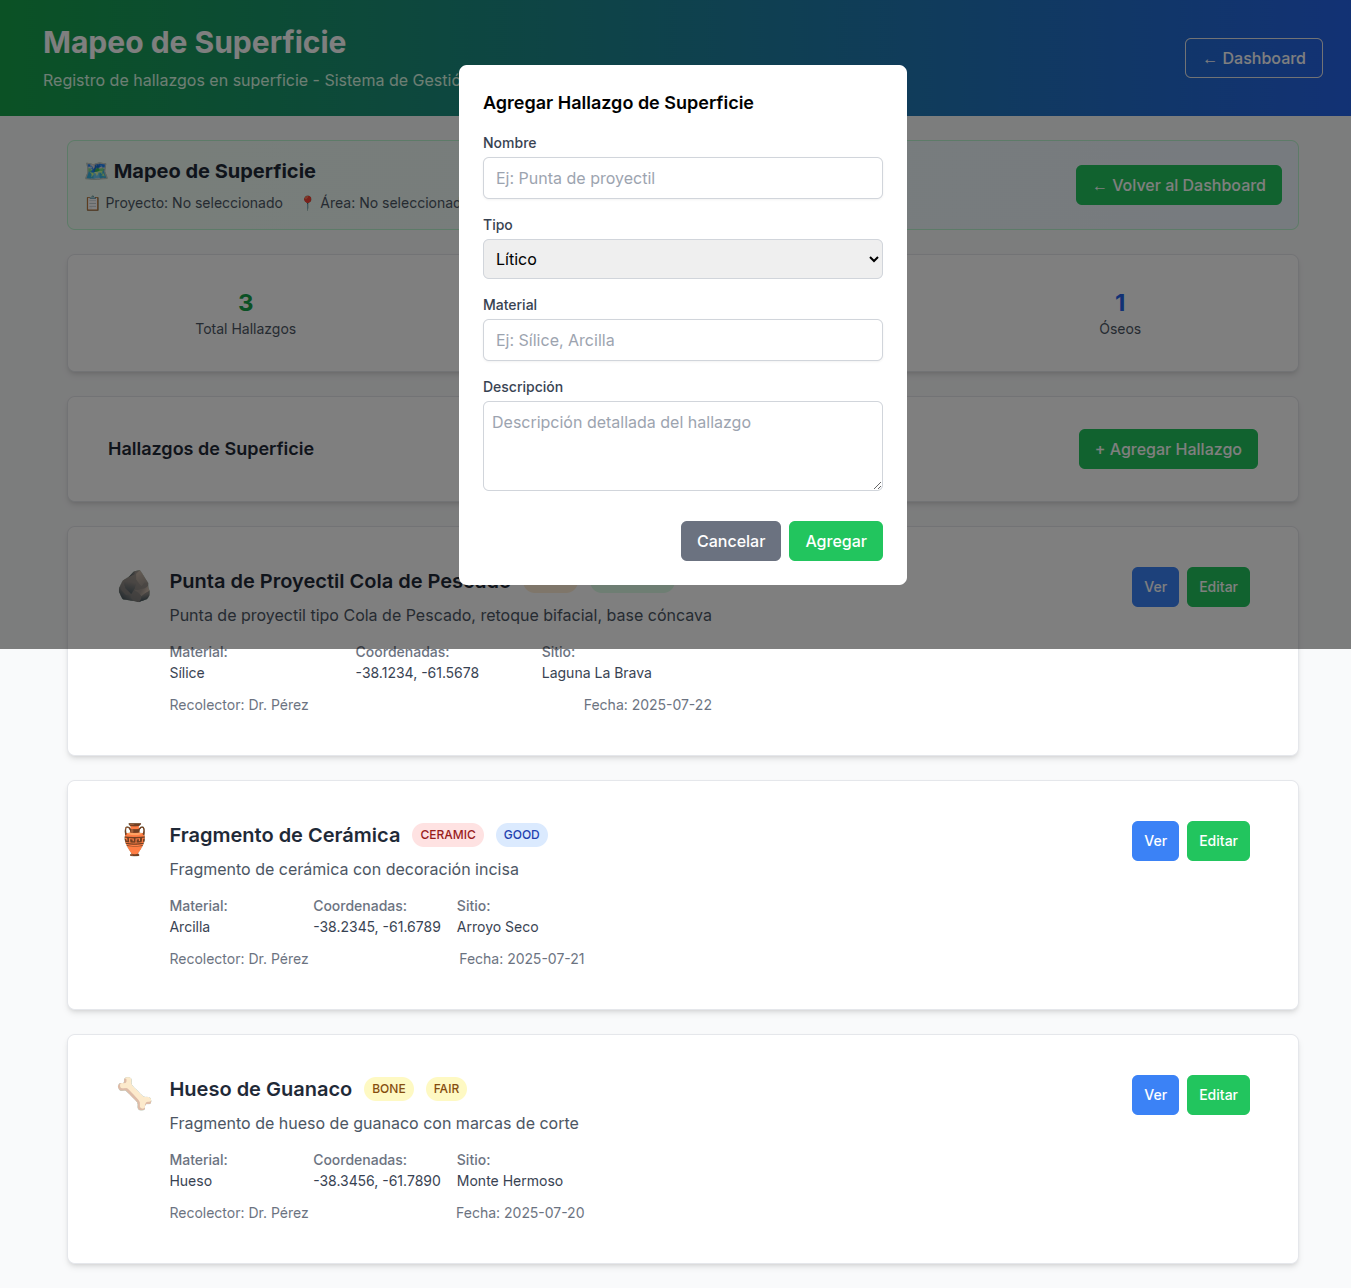 Mapeo de Superficie
Registro de hallazgos en superficie - Sistema de Gestió
← Dashboard
Agregar Hallazgo de Superficie
Nombre
Ej: Punta de proyectil
Tipo
Lítico
Material
Ej: Sílice, Arcilla
Descripción
Descripción detallada del hallazgo
Cancelar
Agregar
Mapeo de Superficie
Proyecto: No seleccionado
Área: No seleccionad
← Volver al Dashboard
3
Total Hallazgos
1
Óseos
Hallazgos de Superficie
+ Agregar Hallazgo
Punta de Proyectil Cola de Pescado
Ver
Editar
Punta de proyectil tipo Cola de Pescado, retoque bifacial, base cóncava
Material:
Coordenadas:
Sitio:
Sílice
-38.1234, -61.5678
Laguna La Brava
Recolector: Dr. Pérez
Fecha: 2025-07-22
Fragmento de Cerámica
CERAMIC
GOOD
Ver
Editar
Fragmento de cerámica con decoración incisa
Material:
Coordenadas:
Sitio:
Arcilla
-38.2345, -61.6789
Arroyo Seco
Recolector: Dr. Pérez
Fecha: 2025-07-21
Hueso de Guanaco
BONE
FAIR
Ver
Editar
Fragmento de hueso de guanaco con marcas de corte
Material:
Coordenadas:
Sitio:
Hueso
-38.3456, -61.7890
Monte Hermoso
Recolector: Dr. Pérez
Fecha: 2025-07-20